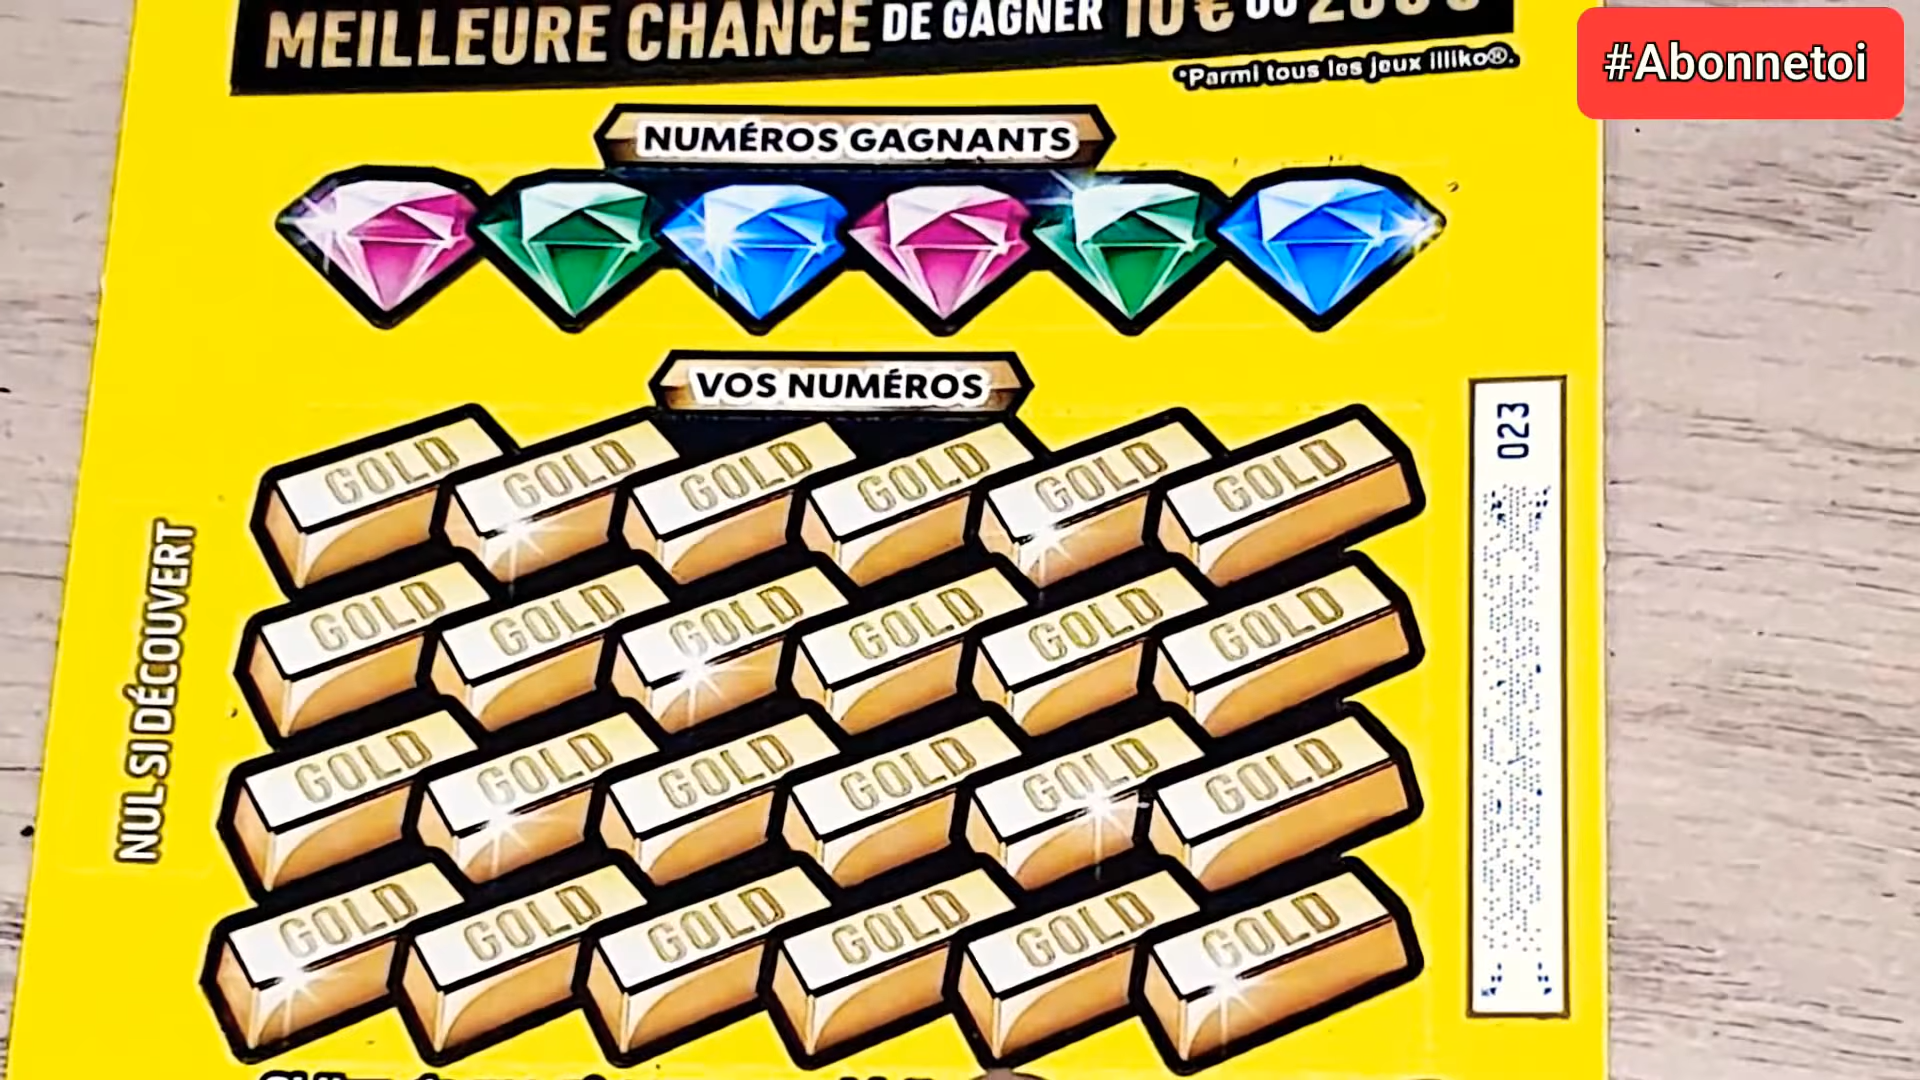 MEILLEURE CHANCE DE GAGNER 10€ OU
*Parmi tous les jeux illiko®.
#Abonnetoi
NUMÉROS GAGNANTS
VOS NUMÉROS
023
GOLD GOLD GOLD GOLD GOLD GOLD
GOLD GOLD GOLD GOLD GOLD GOLD
GOLD GOLD GOLD GOLD GOLD GOLD
GOLD GOLD GOLD GOLD GOLD GOLD
NUL SI DÉCOUVERT